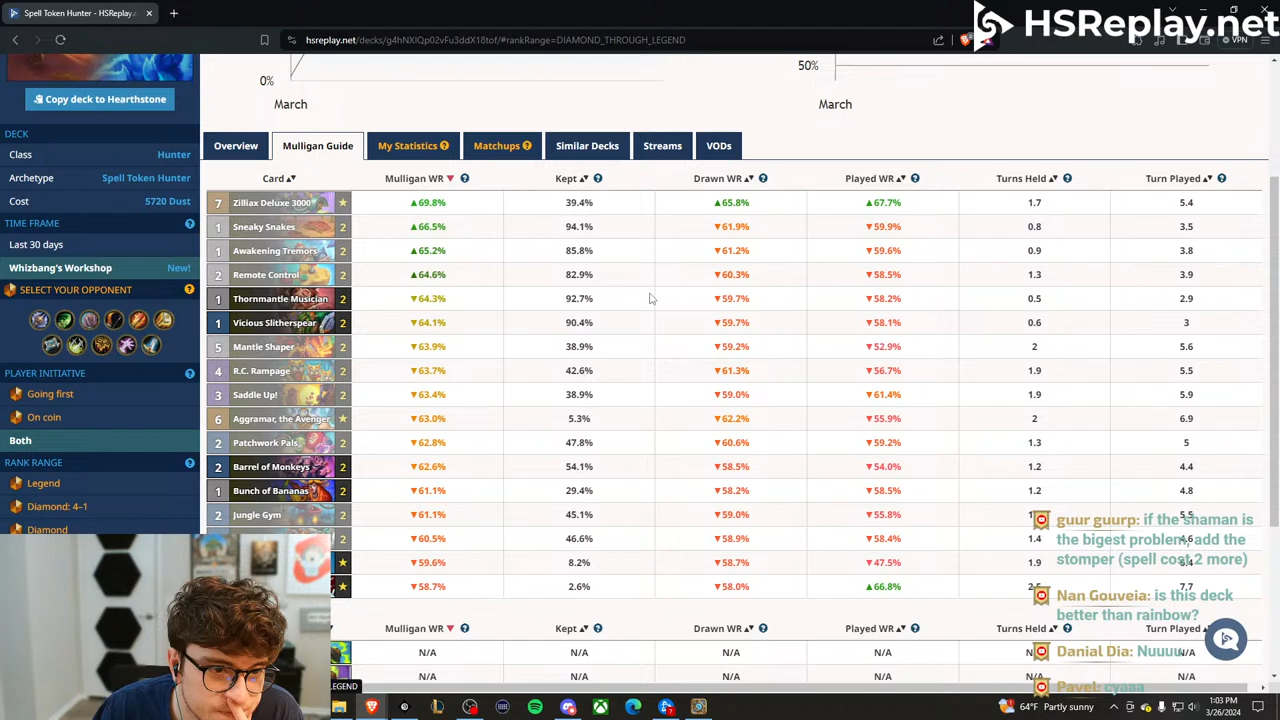 Spell Token Hunter - HSReplay.
hsreplay.net/decks/g4hNXlQp02vFu3ddX18tof/#rankRange=DIAMOND_THROUGH_LEGEND
VPN
HSReplay.net
0%
50%
March
March
Copy deck to Hearthstone
DECK
Class Hunter
Archetype Spell Token Hunter
Cost 5720 Dust
TIME FRAME
Last 30 days
Whizbang's Workshop New!
SELECT YOUR OPPONENT
PLAYER INITIATIVE
Going first
On coin
Both
RANK RANGE
Legend
Diamond: 4–1
Diamond
Overview Mulligan Guide My Statistics Matchups Similar Decks Streams VODs
Card Mulligan WR Kept Drawn WR Played WR Turns Held Turn Played
7 Zilliax Deluxe 3000 ★ ▲69.8% 39.4% ▲65.8% ▲67.7% 1.7 5.4
1 Sneaky Snakes 2 ▲66.5% 94.1% ▼61.9% ▼59.9% 0.8 3.5
1 Awakening Tremors 2 ▲65.2% 85.8% ▼61.2% ▼59.6% 0.9 3.8
2 Remote Control 2 ▲64.6% 82.9% ▼60.3% ▼58.5% 1.3 3.9
1 Thornmantle Musician 2 ▼64.3% 92.7% ▼59.7% ▼58.2% 0.5 2.9
1 Vicious Slitherspear 2 ▼64.1% 90.4% ▼59.7% ▼58.1% 0.6 3
5 Mantle Shaper 2 ▼63.9% 38.9% ▼59.2% ▼52.9% 2 5.6
4 R.C. Rampage 2 ▼63.7% 42.6% ▼61.3% ▼56.7% 1.9 5.5
3 Saddle Up! 2 ▼63.4% 38.9% ▼59.0% ▼61.4% 1.9 5.9
6 Aggramar, the Avenger ★ ▼63.0% 5.3% ▼62.2% ▼55.9% 2 6.9
2 Patchwork Pals 2 ▼62.8% 47.8% ▼60.6% ▼59.2% 1.3 5
2 Barrel of Monkeys 2 ▼62.6% 54.1% ▼58.5% ▼54.0% 1.2 4.4
1 Bunch of Bananas 2 ▼61.1% 29.4% ▼58.2% ▼58.5% 1.2 4.8
2 Jungle Gym 2 ▼61.1% 45.1% ▼59.0% ▼55.8%
2 ▼60.5% 46.6% ▼58.9% ▼58.4% 1.4
★ ▼59.6% 8.2% ▼58.7% ▼47.5% 1.9
★ ▼58.7% 2.6% ▼58.0% ▲66.8% 7.7
Mulligan WR Kept Drawn WR Played WR Turns Held Turn Played
N/A N/A N/A N/A N/A
N/A N/A N/A N/A N/A
guur guurp: if the shaman is
the bigest problem, add the
stomper (spell cost 2 more)
Nan Gouveia: is this deck
better than rainbow?
Danial Dia: Nuuuu
Pavel: cyaaa
LEGEND
64°F Partly sunny
1:03 PM
3/26/2024